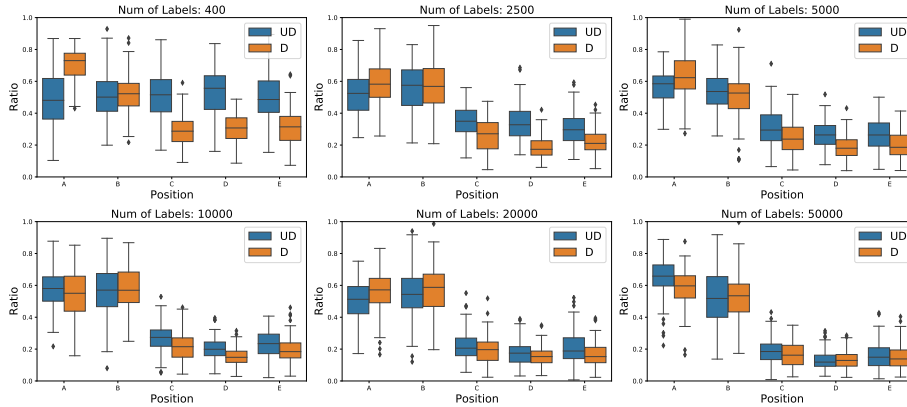 Num of Labels: 400
1.0
0.8
0.6
0.4
0.2
0.0
Ratio
A B C D E
Position
UD
D
Num of Labels: 2500
1.0
0.8
0.6
0.4
0.2
0.0
Ratio
A B C D E
Position
UD
D
Num of Labels: 5000
1.0
0.8
0.6
0.4
0.2
0.0
Ratio
A B C D E
Position
UD
D
Num of Labels: 10000
1.0
0.8
0.6
0.4
0.2
0.0
Ratio
A B C D E
Position
UD
D
Num of Labels: 20000
1.0
0.8
0.6
0.4
0.2
0.0
Ratio
A B C D E
Position
UD
D
Num of Labels: 50000
1.0
0.8
0.6
0.4
0.2
0.0
Ratio
A B C D E
Position
UD
D